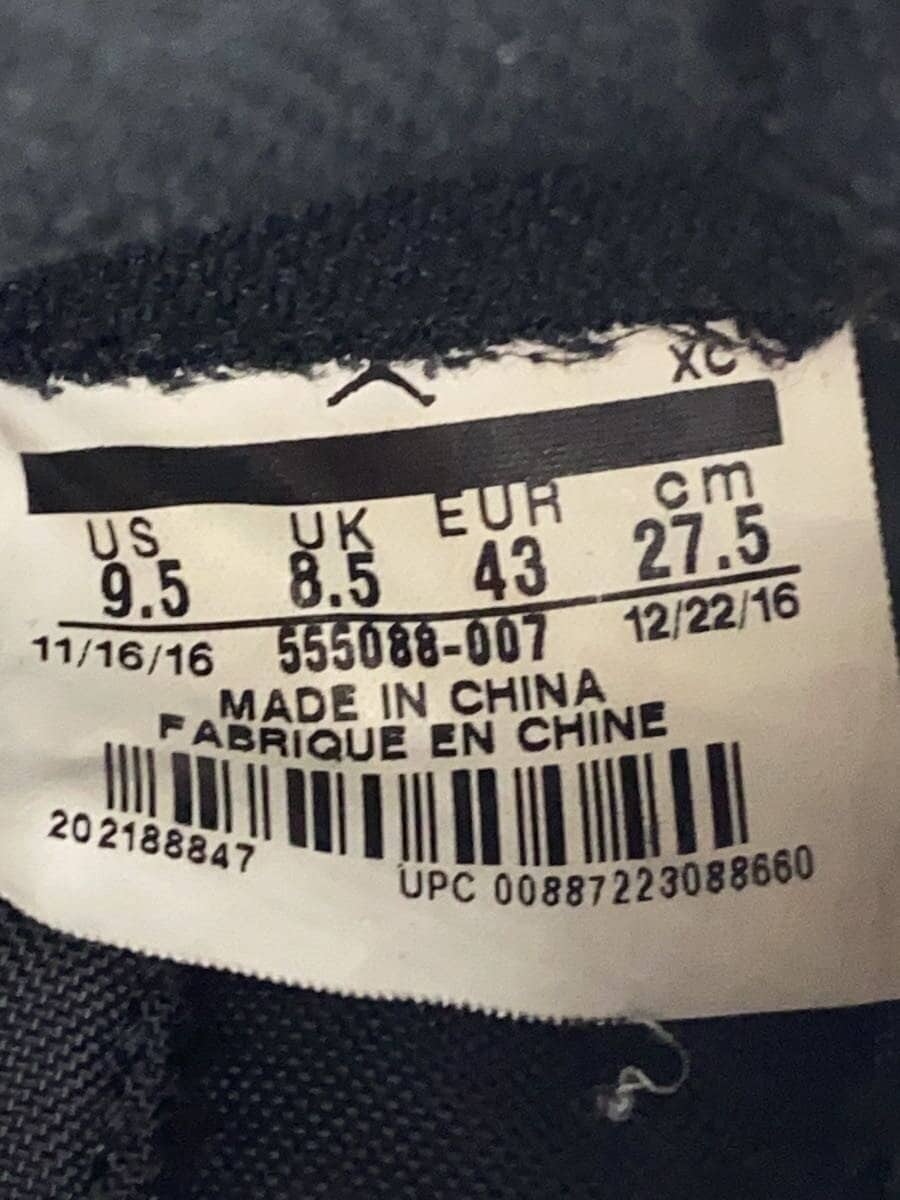 XC
US UK EUR cm
9.5 8.5 43 27.5
11/16/16 555088-007 12/22/16
MADE IN CHINA
FABRIQUE EN CHINE
202188847
UPC 00887223088660